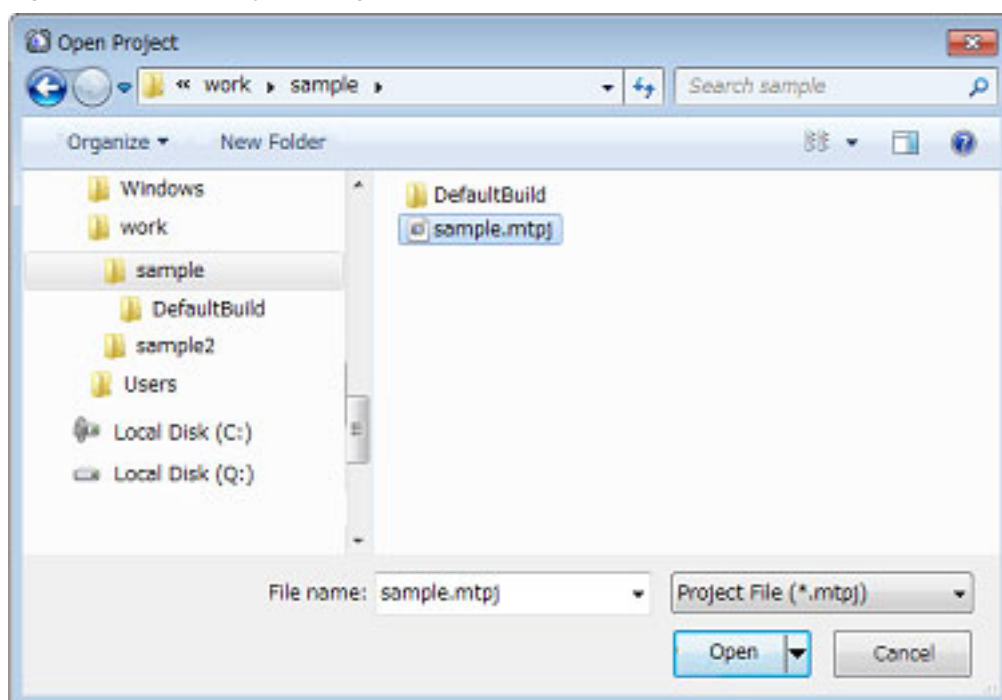 Open Project
« work ▸ sample ▸
Search sample
Organize ▾ New Folder
Windows
work
sample
DefaultBuild
sample2
Users
Local Disk (C:)
Local Disk (Q:)
DefaultBuild
sample.mtpj
File name: sample.mtpj
Project File (*.mtpj)
Open
Cancel